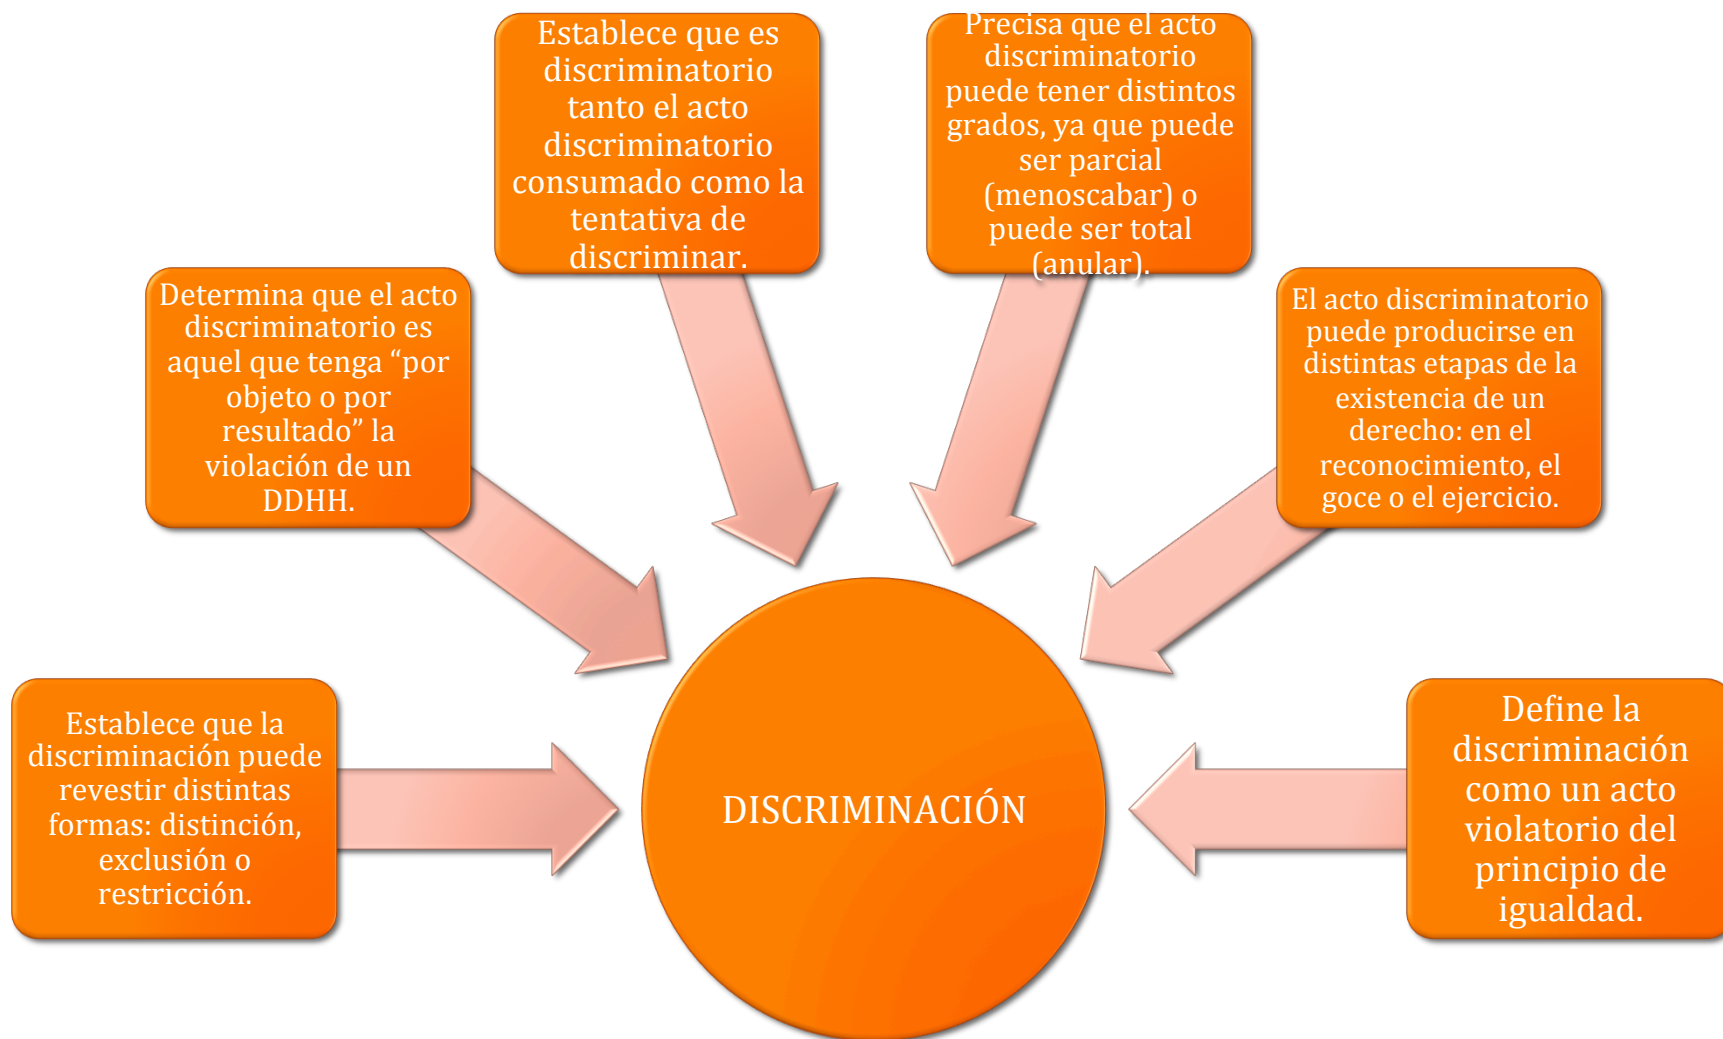 Establece que es
discriminatorio
tanto el acto
discriminatorio
consumado como la
tentativa de
discriminar.
Precisa que el acto
discriminatorio
puede tener distintos
grados, ya que puede
ser parcial
(menoscabar) o
puede ser total
(anular).
Determina que el acto
discriminatorio es
aquel que tenga “por
objeto o por
resultado” la
violación de un
DDHH.
El acto discriminatorio
puede producirse en
distintas etapas de la
existencia de un
derecho: en el
reconocimiento, el
goce o el ejercicio.
Establece que la
discriminación puede
revestir distintas
formas: distinción,
exclusión o
restricción.
DISCRIMINACIÓN
Define la
discriminación
como un acto
violatorio del
principio de
igualdad.